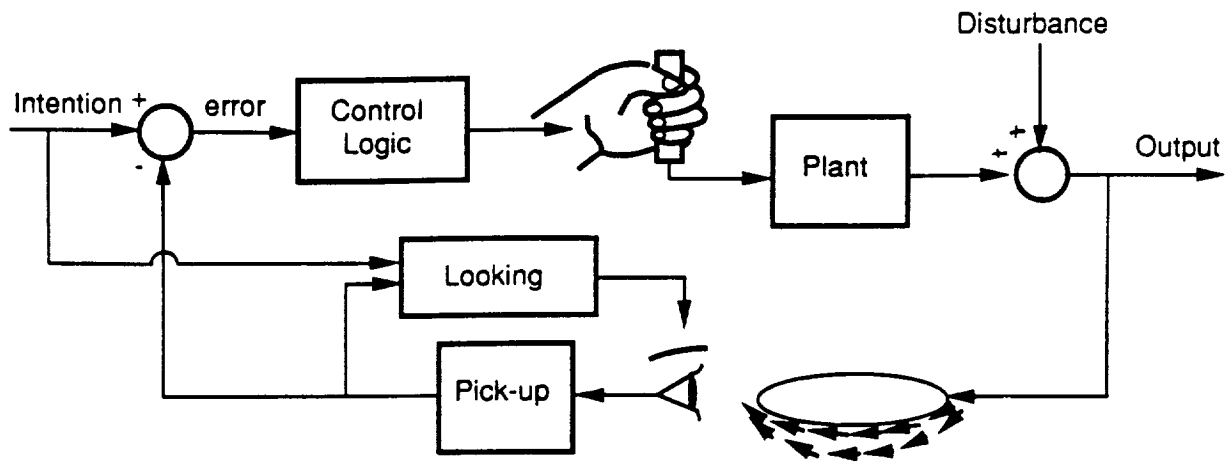 Disturbance
Intention +
error
Control
Logic
-
+
+
Plant
Output
Looking
Pick-up